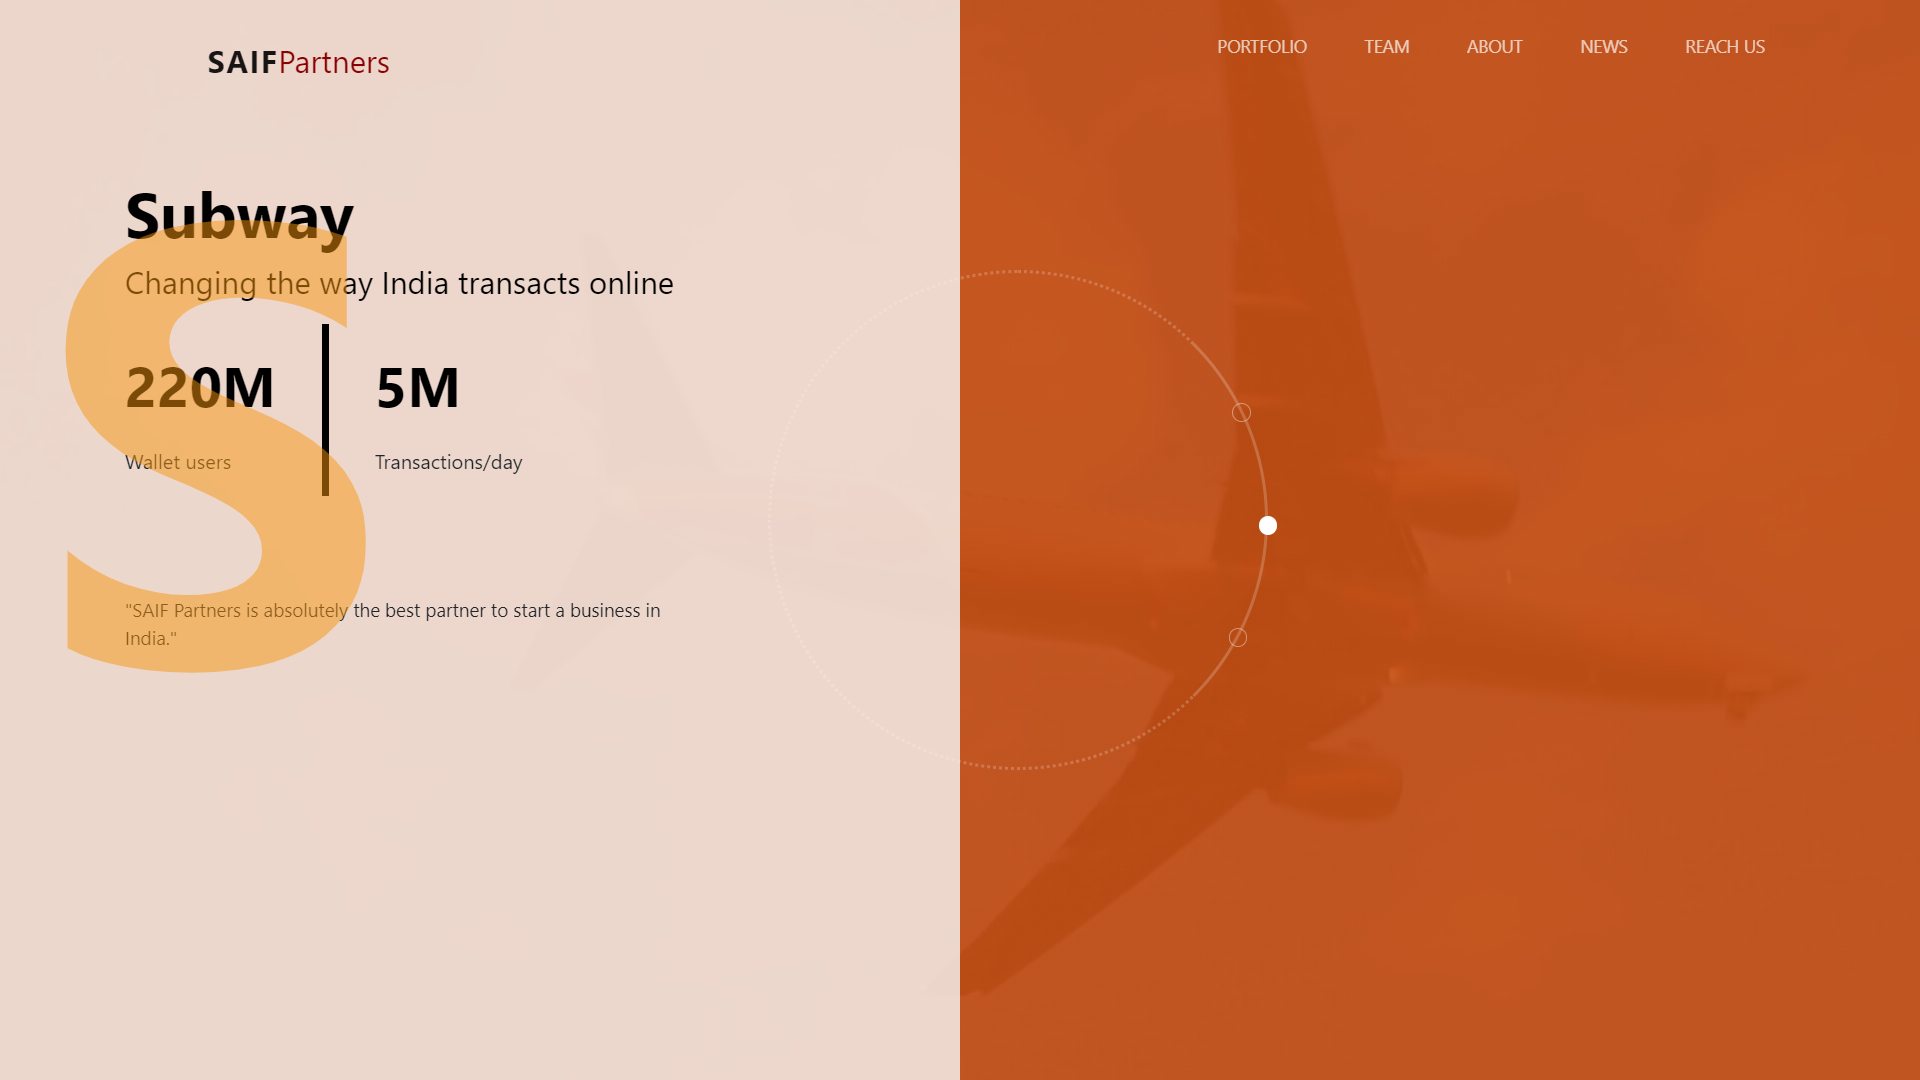 SAIFPartners
PORTFOLIO TEAM ABOUT NEWS REACH US
S
Subway
Changing the way India transacts online
220M
Wallet users
5M
Transactions/day
"SAIF Partners is absolutely the best partner to start a business in
India."